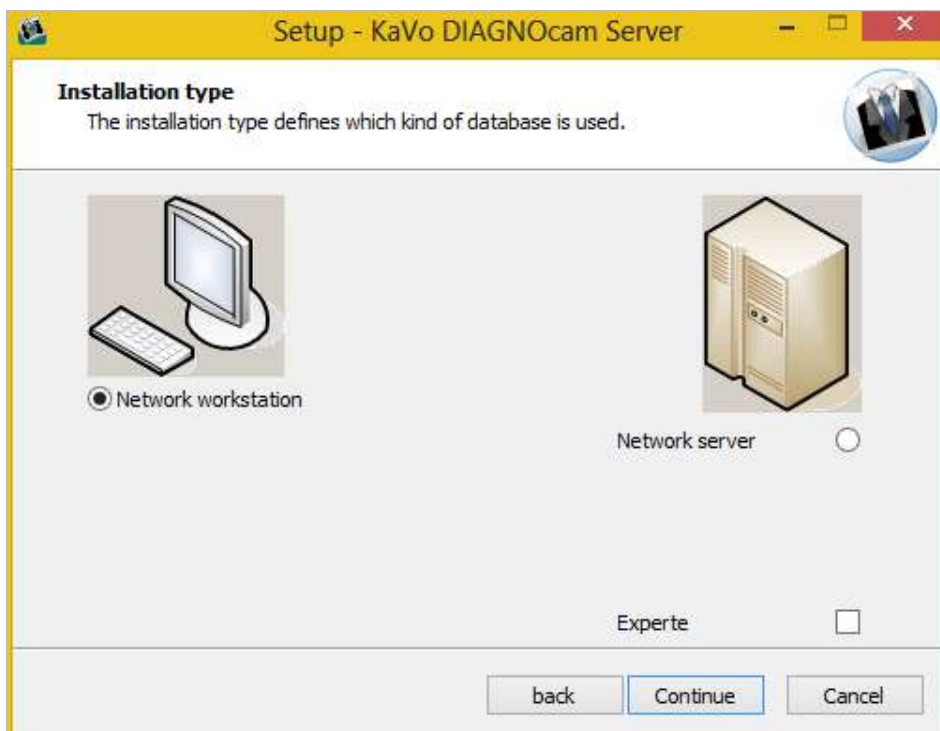 Setup - KaVo DIAGNOcam Server
Installation type
The installation type defines which kind of database is used.
Network workstation
Network server
Experte
back Continue Cancel